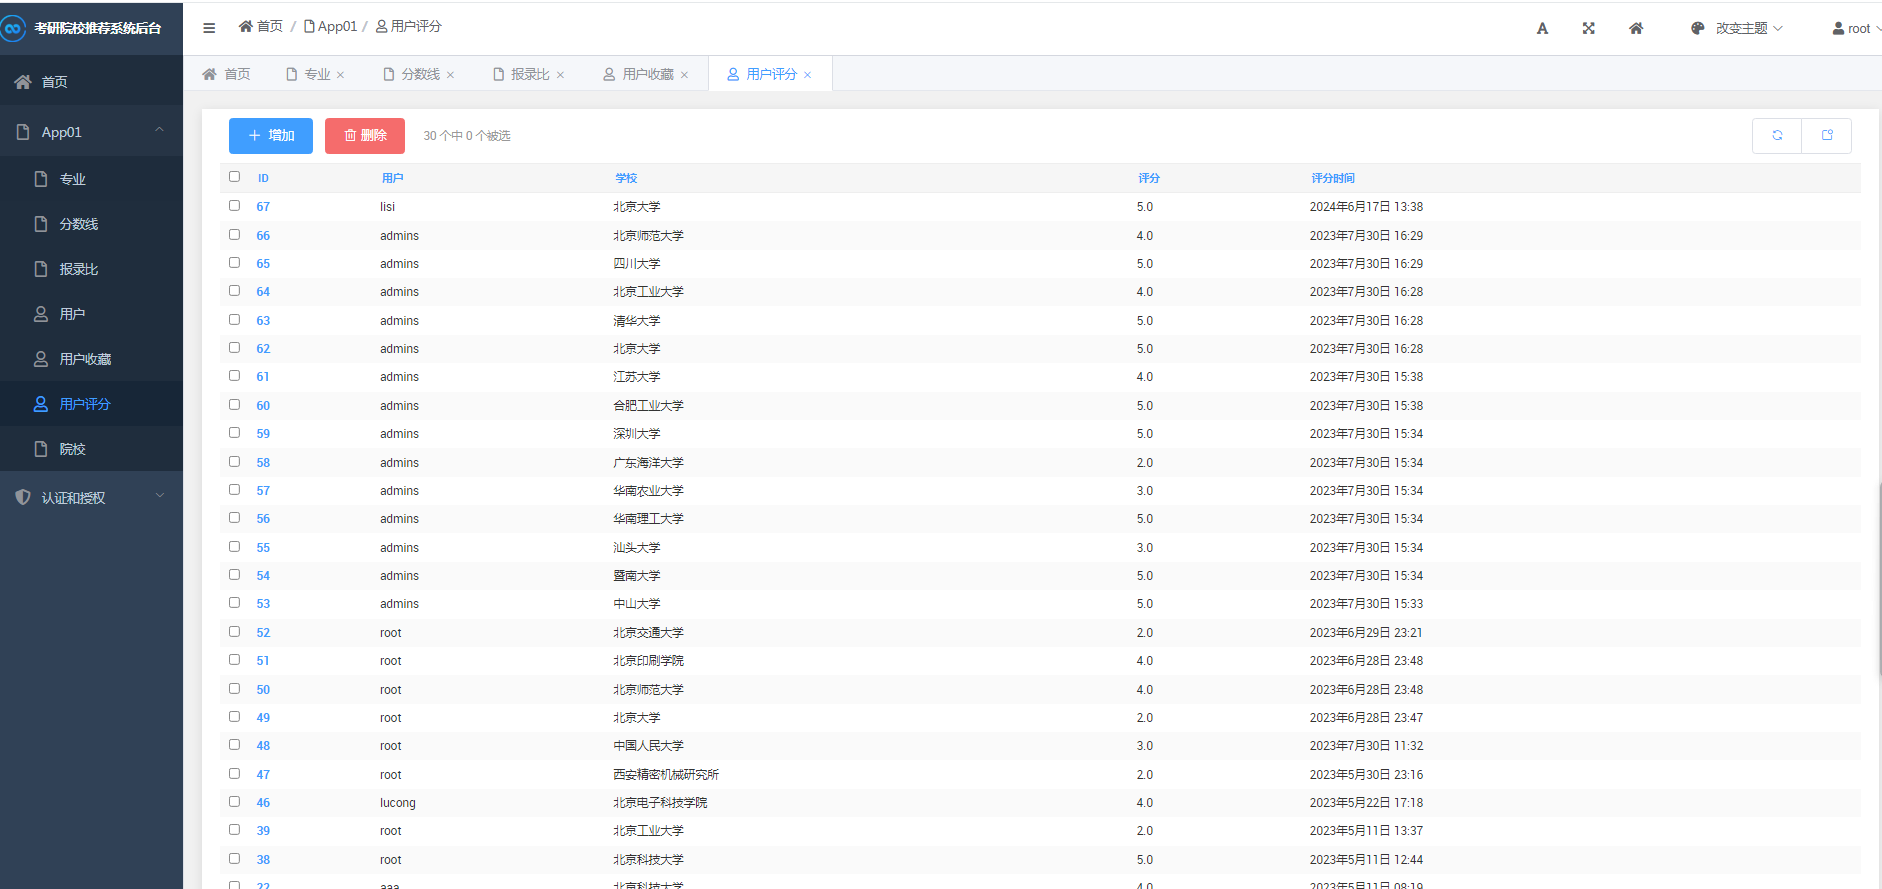 考研院校推荐系统后台
首页 / App01 / 用户评分
改变主题
root
首页
专业
分数线
报录比
用户收藏
用户评分
首页
App01
专业
分数线
报录比
用户
用户收藏
用户评分
院校
认证和授权
增加
删除
30 个中 0 个被选
ID 用户 学校 评分 评分时间
67 lisi 北京大学 5.0 2024年6月17日 13:38
66 admins 北京师范大学 4.0 2023年7月30日 16:29
65 admins 四川大学 5.0 2023年7月30日 16:29
64 admins 北京工业大学 4.0 2023年7月30日 16:28
63 admins 清华大学 5.0 2023年7月30日 16:28
62 admins 北京大学 5.0 2023年7月30日 16:28
61 admins 江苏大学 4.0 2023年7月30日 15:38
60 admins 合肥工业大学 5.0 2023年7月30日 15:38
59 admins 深圳大学 5.0 2023年7月30日 15:34
58 admins 广东海洋大学 2.0 2023年7月30日 15:34
57 admins 华南农业大学 3.0 2023年7月30日 15:34
56 admins 华南理工大学 5.0 2023年7月30日 15:34
55 admins 汕头大学 3.0 2023年7月30日 15:34
54 admins 暨南大学 5.0 2023年7月30日 15:34
53 admins 中山大学 5.0 2023年7月30日 15:33
52 root 北京交通大学 2.0 2023年6月29日 23:21
51 root 北京印刷学院 4.0 2023年6月28日 23:48
50 root 北京师范大学 4.0 2023年6月28日 23:48
49 root 北京大学 2.0 2023年6月28日 23:47
48 root 中国人民大学 3.0 2023年7月30日 11:32
47 root 西安精密机械研究所 2.0 2023年5月30日 23:16
46 lucong 北京电子科技学院 4.0 2023年5月22日 17:18
39 root 北京工业大学 2.0 2023年5月11日 13:37
38 root 北京科技大学 5.0 2023年5月11日 12:44
22 aaa 北京科技大学 4.0 2023年5月11日 08:19